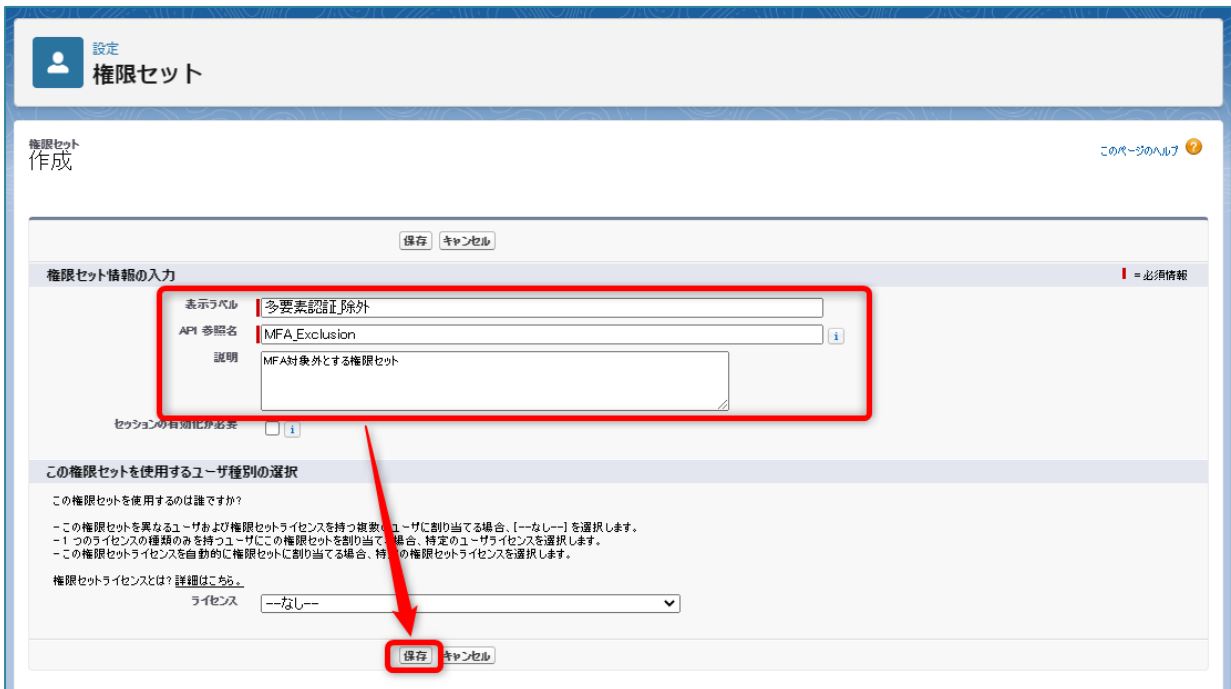 設定
権限セット
権限セット
作成
このページのヘルプ
保存 キャンセル
権限セット情報の入力
= 必須情報
表示ラベル 多要素認証_除外
API 参照名 MFA_Exclusion
説明 MFA対象外とする権限セット
セッションの有効化が必要
この権限セットを使用するユーザ種別の選択
この権限セットを使用するのは誰ですか?
- この権限セットを異なるユーザおよび権限セットライセンスを持つ複数のユーザに割り当てる場合、[--なし--] を選択します。
- 1 つのライセンスの種類のみを持つユーザにこの権限セットを割り当てる場合、特定のユーザライセンスを選択します。
- この権限セットライセンスを自動的に権限セットに割り当てる場合、特定の権限セットライセンスを選択します。
権限セットライセンスとは? 詳細はこちら。
ライセンス --なし--
保存 キャンセル